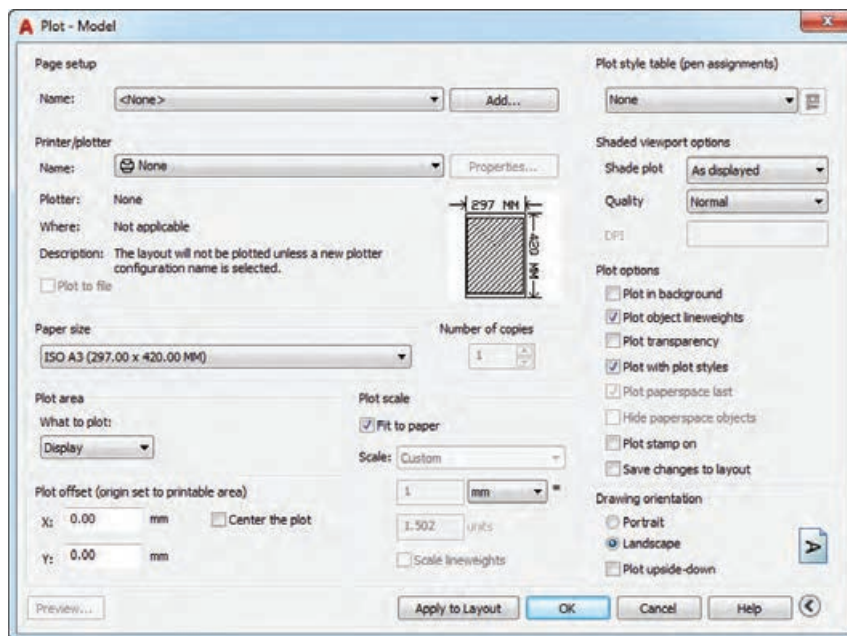 Plot - Model
Page setup
Name: <None> Add...
Printer/plotter
Name: None Properties...
Plotter: None
Where: Not applicable
Description: The layout will not be plotted unless a new plotter
configuration name is selected.
Plot to file
297 MM
420 MM
Paper size
ISO A3 (297.00 x 420.00 MM)
Number of copies
1
Plot area
What to plot:
Display
Plot offset (origin set to printable area)
X: 0.00 mm Center the plot
Y: 0.00 mm
Plot scale
Fit to paper
Scale: Custom
1 mm =
1.502 units
Scale lineweights
Plot style table (pen assignments)
None
Shaded viewport options
Shade plot As displayed
Quality Normal
DPI
Plot options
Plot in background
Plot object lineweights
Plot transparency
Plot with plot styles
Plot paperspace last
Hide paperspace objects
Plot stamp on
Save changes to layout
Drawing orientation
Portrait
Landscape
Plot upside-down
A
Preview... Apply to Layout OK Cancel Help